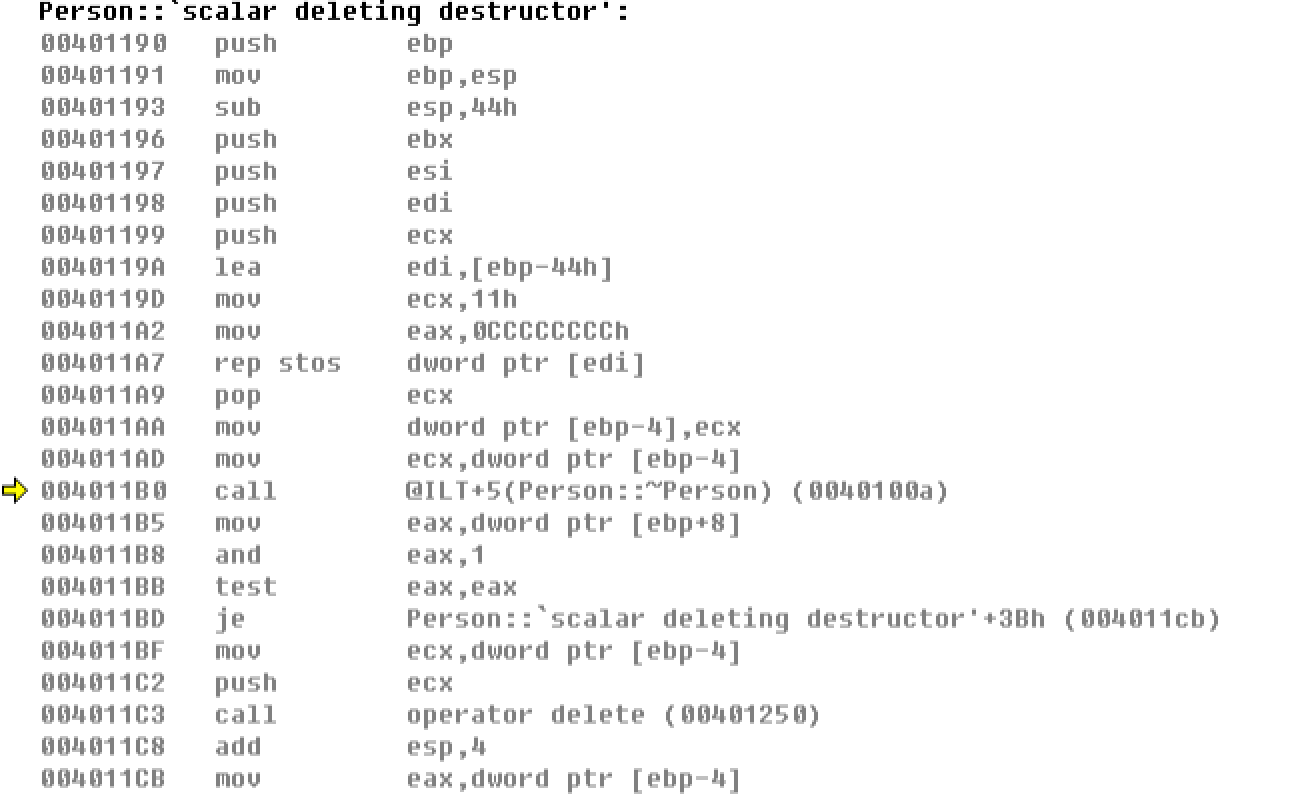 Person::`scalar deleting destructor':
00401190 push ebp
00401191 mov ebp,esp
00401193 sub esp,44h
00401196 push ebx
00401197 push esi
00401198 push edi
00401199 push ecx
0040119A lea edi,[ebp-44h]
0040119D mov ecx,11h
004011A2 mov eax,0CCCCCCCCh
004011A7 rep stos dword ptr [edi]
004011A9 pop ecx
004011AA mov dword ptr [ebp-4],ecx
004011AD mov ecx,dword ptr [ebp-4]
004011B0 call @ILT+5(Person::~Person) (0040100a)
004011B5 mov eax,dword ptr [ebp+8]
004011B8 and eax,1
004011BB test eax,eax
004011BD je Person::`scalar deleting destructor'+3Bh (004011cb)
004011BF mov ecx,dword ptr [ebp-4]
004011C2 push ecx
004011C3 call operator delete (00401250)
004011C8 add esp,4
004011CB mov eax,dword ptr [ebp-4]